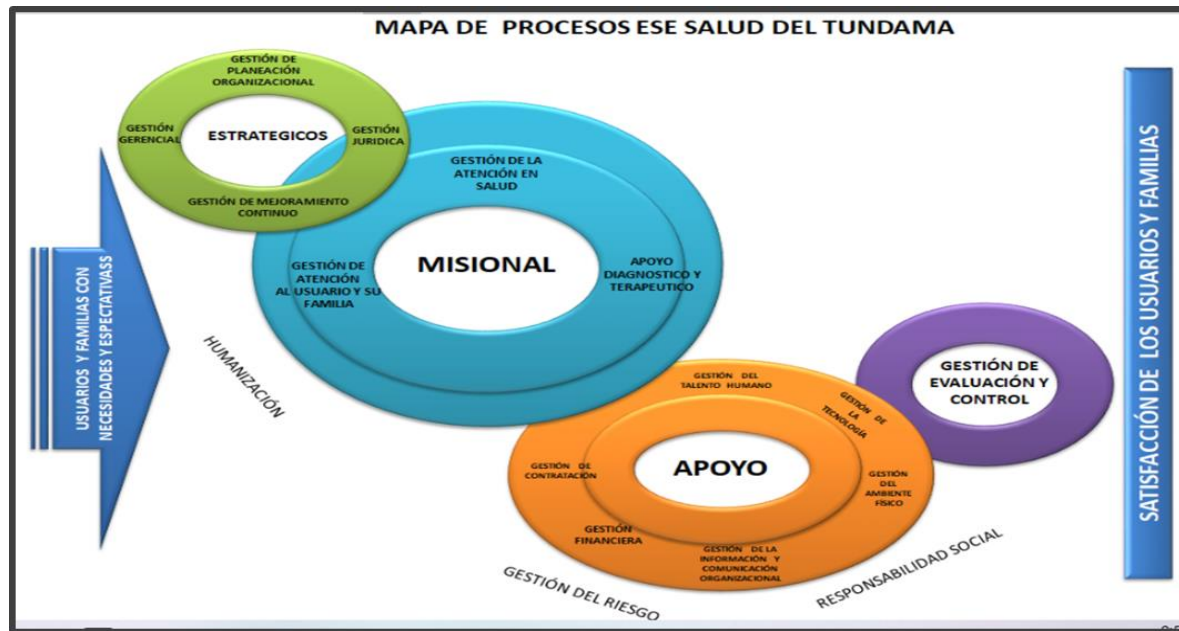 MAPA DE PROCESOS ESE SALUD DEL TUNDAMA
GESTIÓN DE
PLANEACIÓN
ORGANIZACIONAL
GESTIÓN
GERENCIAL
ESTRATEGICOS
GESTIÓN
JURIDICA
GESTIÓN DE MEJORAMIENTO
CONTINUO
USUARIOS Y FAMILIAS CON
NECESIDADES Y ESPECTATIVASS
GESTIÓN DE LA
ATENCIÓN EN
SALUD
MISIONAL
GESTIÓN DE
ATENCIÓN
AL USUARIO Y SU
FAMILIA
APOYO
DIAGNOSTICO Y
TERAPEUTICO
HUMANIZACIÓN
GESTIÓN DEL
TALENTO HUMANO
GESTIÓN DE
LA
TECNOLOGÍA
APOYO
GESTIÓN DE
CONTRATACIÓN
GESTIÓN
DEL
AMBIENTE
FÍSICO
GESTIÓN
FINANCIERA
GESTIÓN DE LA
INFORMACIÓN Y
COMUNICACIÓN
ORGANIZACIONAL
GESTIÓN DE
EVALUACIÓN Y
CONTROL
GESTIÓN DEL RIESGO
RESPONSABILIDAD SOCIAL
SATISFACCIÓN DE LOS USUARIOS Y FAMILIAS